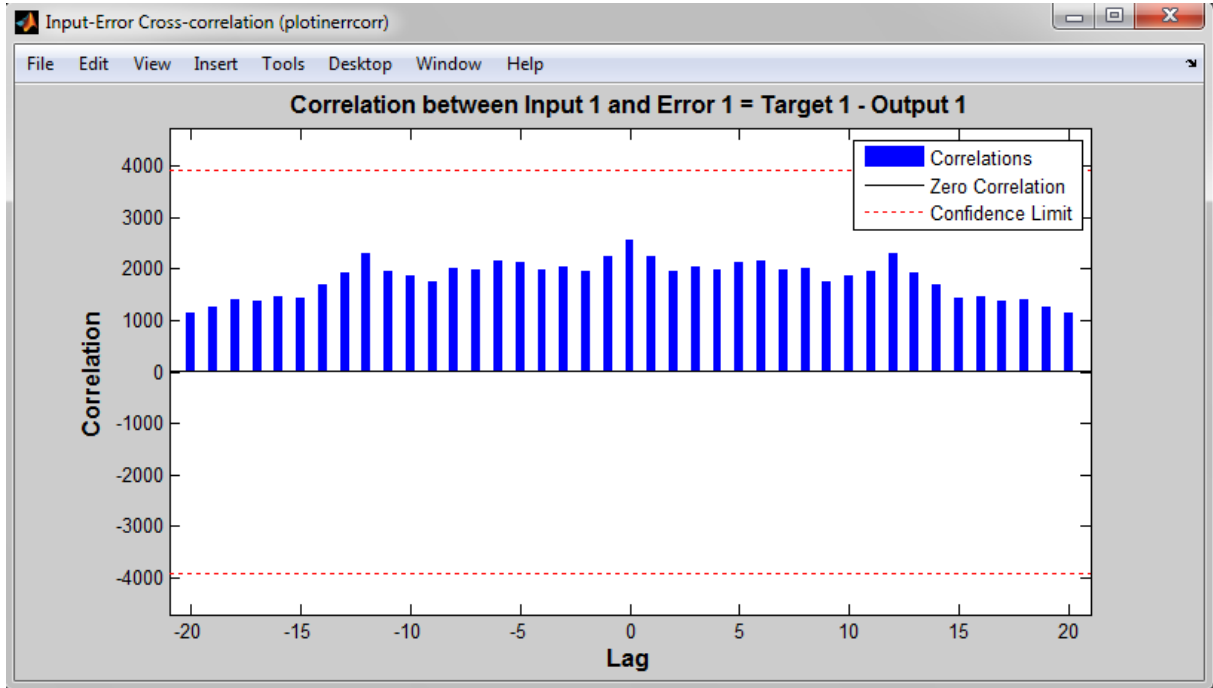 Input-Error Cross-correlation (plotinerrcorr)
File Edit View Insert Tools Desktop Window Help
Correlation between Input 1 and Error 1 = Target 1 - Output 1
Correlations
Zero Correlation
Confidence Limit
4000
3000
2000
1000
0
-1000
-2000
-3000
-4000
Correlation
-20 -15 -10 -5 0 5 10 15 20
Lag